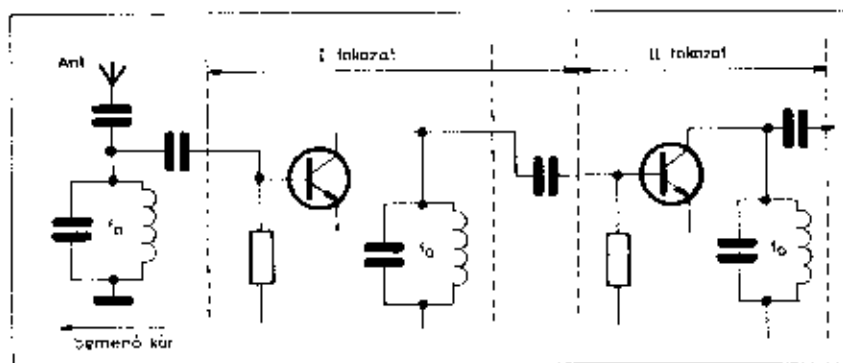 Ant
I fokozat
II fokozat
f₀
f₀
f₀
bemenő kör